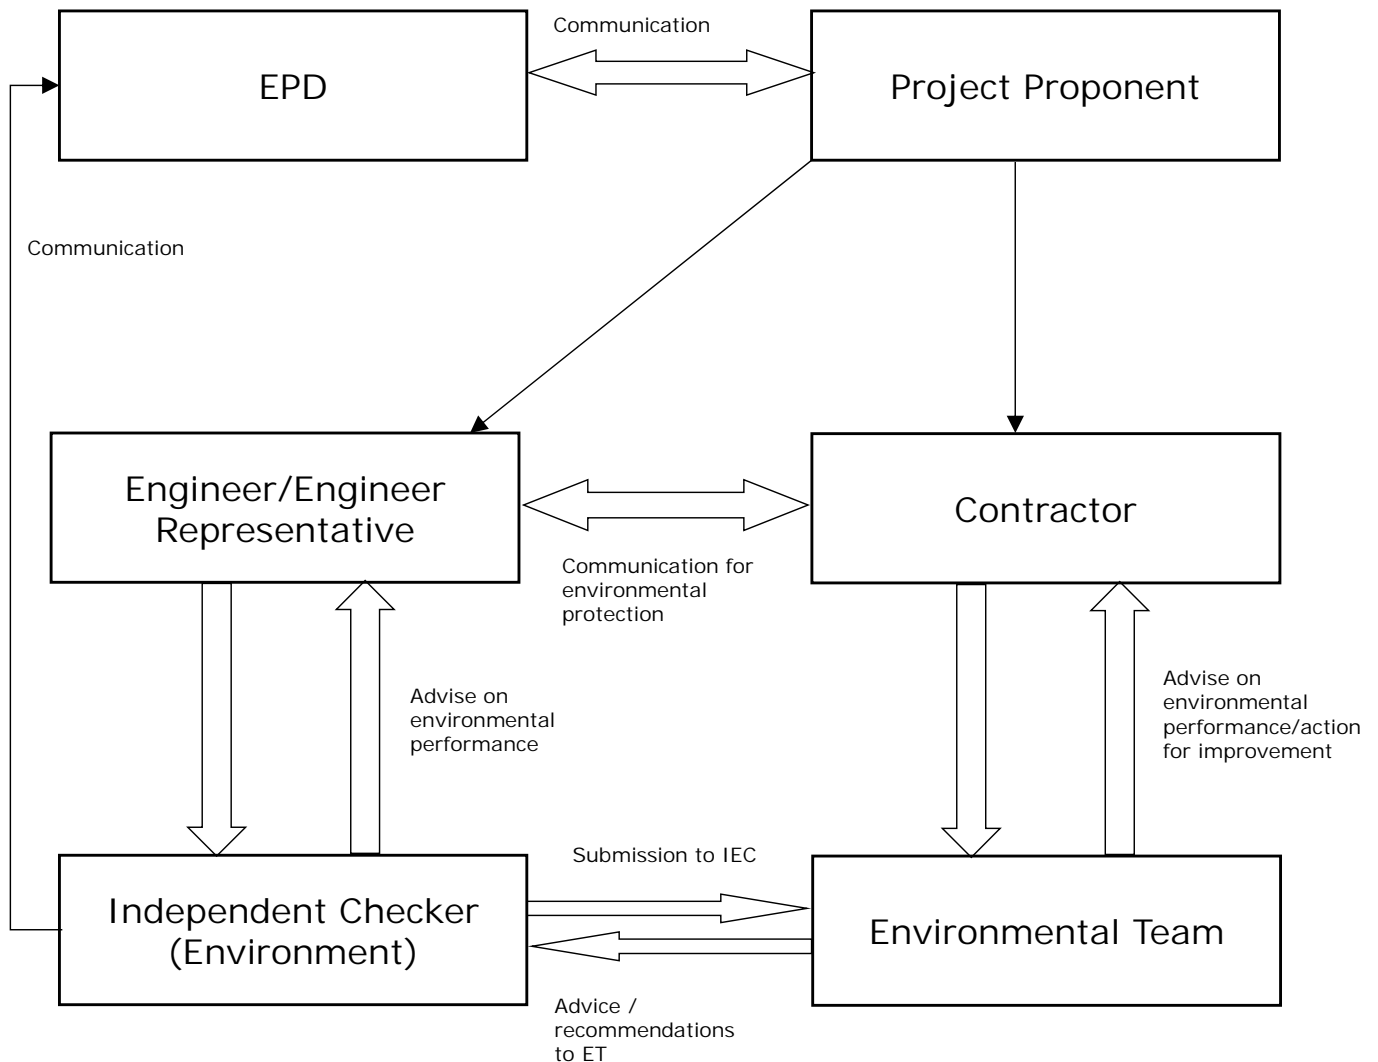 Communication
EPD
Project Proponent
Communication
Engineer/Engineer
Representative
Contractor
Communication for
environmental
protection
Advise on
environmental
performance
Advise on
environmental
performance/action
for improvement
Submission to IEC
Independent Checker
(Environment)
Environmental Team
Advice /
recommendations
to ET